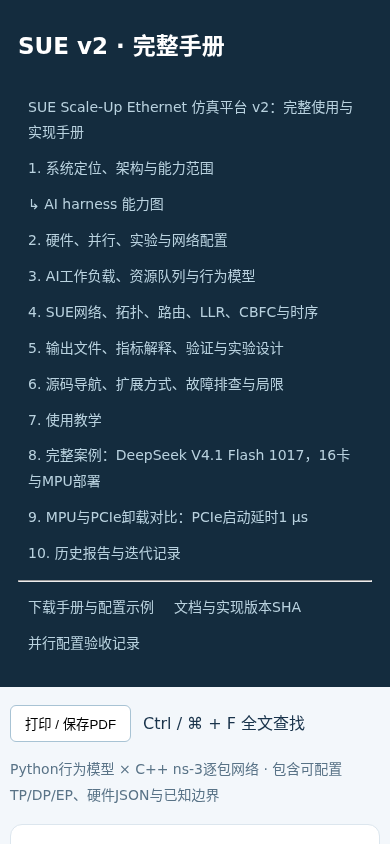 SUE v2 · 完整手册
SUE Scale-Up Ethernet 仿真平台 v2：完整使用与
实现手册
1. 系统定位、架构与能力范围
↳ AI harness 能力图
2. 硬件、并行、实验与网络配置
3. AI工作负载、资源队列与行为模型
4. SUE网络、拓扑、路由、LLR、CBFC与时序
5. 输出文件、指标解释、验证与实验设计
6. 源码导航、扩展方式、故障排查与局限
7. 使用教学
8. 完整案例：DeepSeek V4.1 Flash 1017，16卡
与MPU部署
9. MPU与PCIe卸载对比：PCIe启动延时1 μs
10. 历史报告与迭代记录
下载手册与配置示例 文档与实现版本SHA
并行配置验收记录
打印 / 保存PDF Ctrl / ⌘ + F 全文查找
Python行为模型 × C++ ns-3逐包网络 · 包含可配置
TP/DP/EP、硬件JSON与已知边界